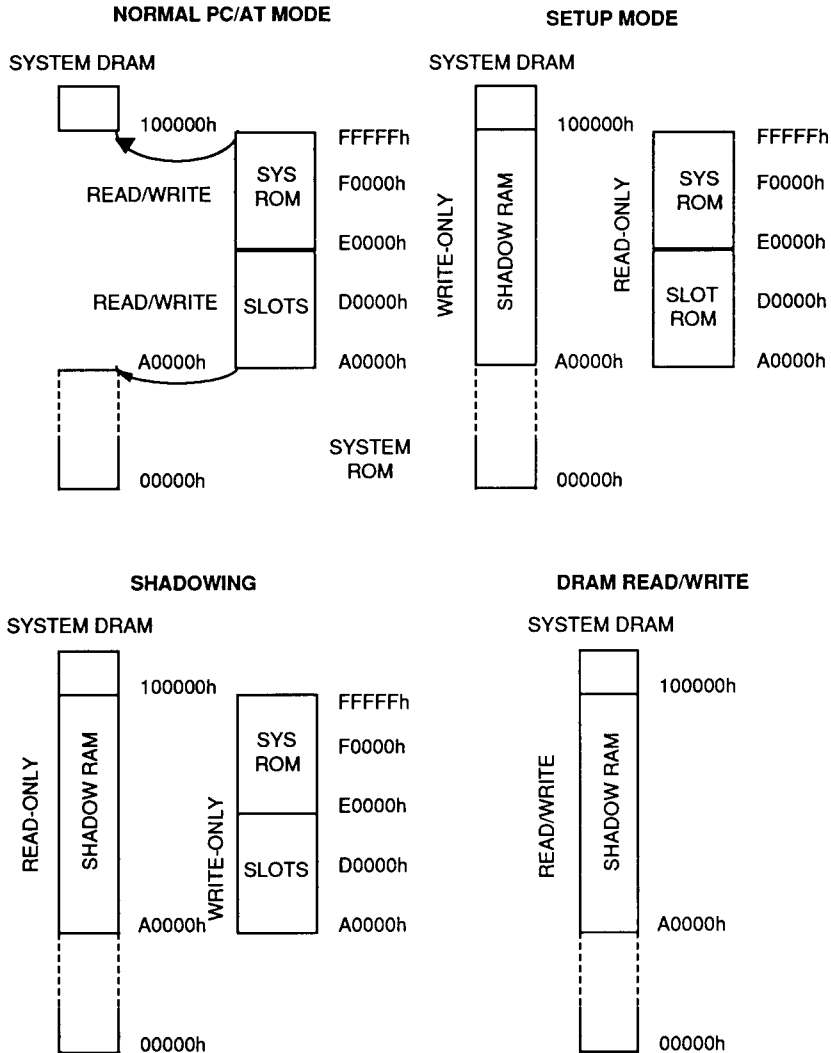 NORMAL PC/AT MODE
SYSTEM DRAM
100000h
FFFFFh
SYS
ROM
F0000h
READ/WRITE
E0000h
READ/WRITE
SLOTS
D0000h
A0000h
A0000h
SYSTEM
ROM
00000h
SETUP MODE
SYSTEM DRAM
100000h
FFFFFh
WRITE-ONLY
SHADOW RAM
READ-ONLY
SYS
ROM
F0000h
E0000h
SLOT
ROM
D0000h
A0000h
A0000h
00000h
SHADOWING
SYSTEM DRAM
100000h
FFFFFh
READ-ONLY
SHADOW RAM
WRITE-ONLY
SYS
ROM
F0000h
E0000h
SLOTS
D0000h
A0000h
A0000h
00000h
DRAM READ/WRITE
SYSTEM DRAM
100000h
READ/WRITE
SHADOW RAM
A0000h
00000h